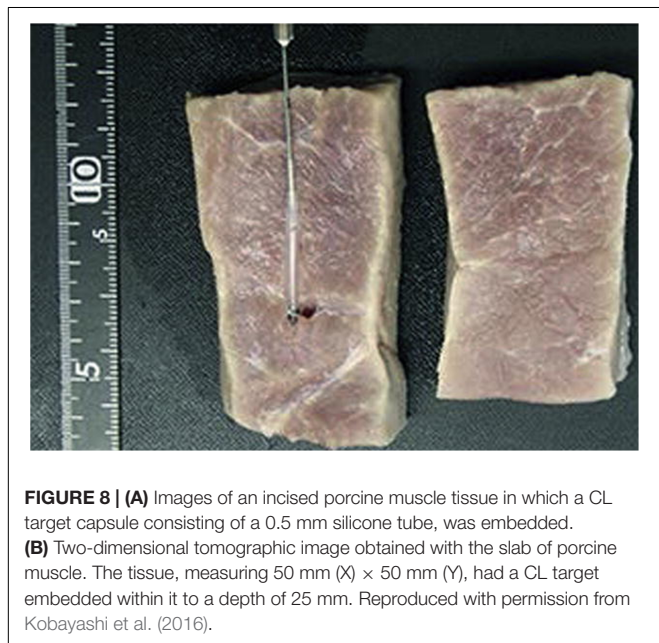 10
5
5
FIGURE 8 | (A) Images of an incised porcine muscle tissue in which a CL
target capsule consisting of a 0.5 mm silicone tube, was embedded.
(B) Two-dimensional tomographic image obtained with the slab of porcine
muscle. The tissue, measuring 50 mm (X) × 50 mm (Y), had a CL target
embedded within it to a depth of 25 mm. Reproduced with permission from
Kobayashi et al. (2016).